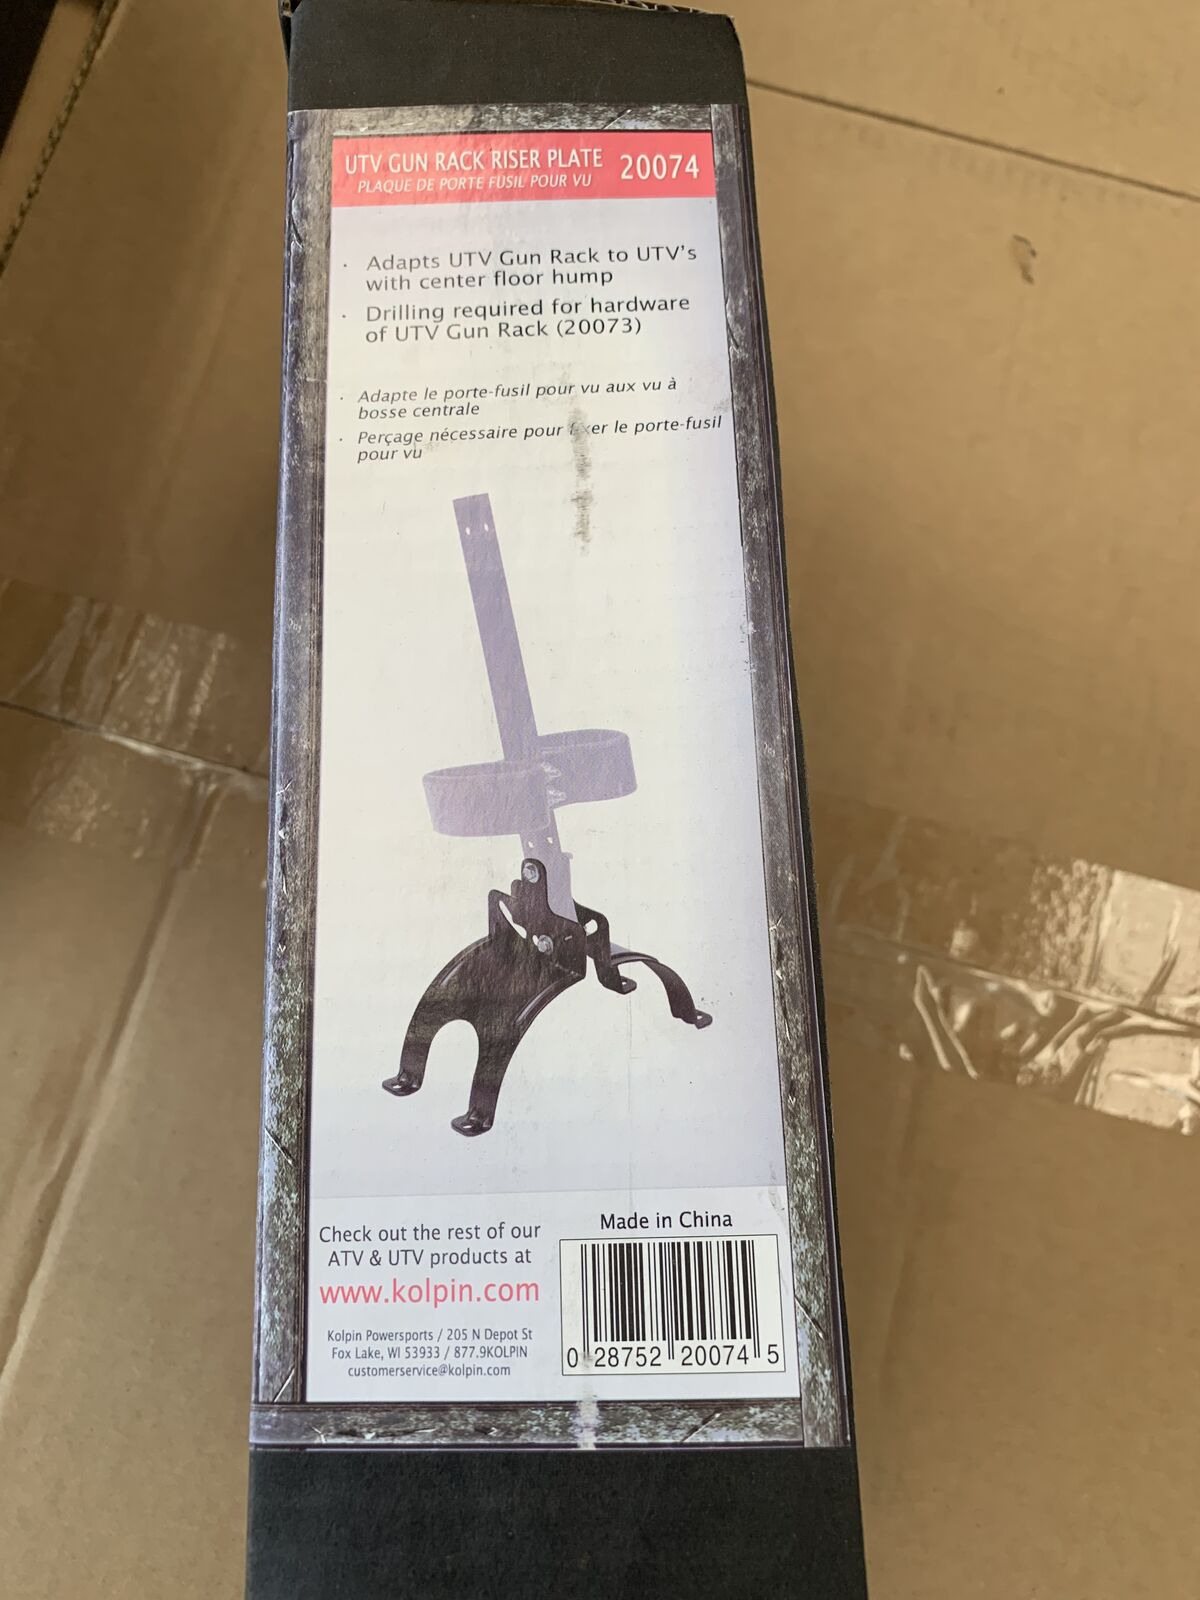 UTV GUN RACK RISER PLATE 20074
PLAQUE DE PORTE FUSIL POUR VU
· Adapts UTV Gun Rack to UTV's
with center floor hump
· Drilling required for hardware
of UTV Gun Rack (20073)
· Adapte le porte-fusil pour vu aux vu à
bosse centrale
· Perçage nécessaire pour fixer le porte-fusil
pour vu
Check out the rest of our
ATV & UTV products at
www.kolpin.com
Kolpin Powersports / 205 N Depot St
Fox Lake, WI 53933 / 877.9KOLPIN
customerservice@kolpin.com
Made in China
0 28752 20074 5